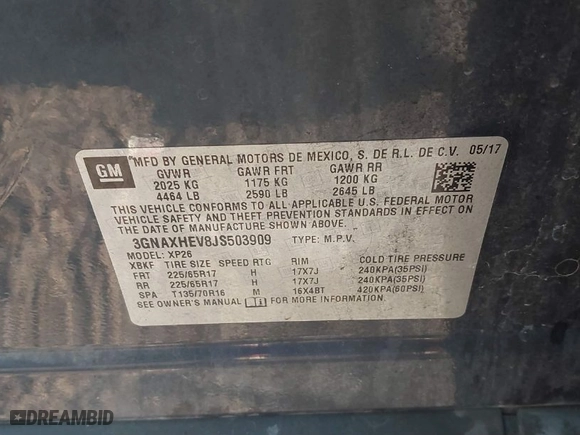 GM
MFD BY GENERAL MOTORS DE MEXICO, S. DE R.L. DE C.V. 05/17
GVWR GAWR FRT GAWR RR
2025 KG 1175 KG 1200 KG
4464 LB 2590 LB 2645 LB
THIS VEHICLE CONFORMS TO ALL APPLICABLE U.S. FEDERAL MOTOR
VEHICLE SAFETY AND THEFT PREVENTION STANDARDS IN EFFECT ON
THE DATE OF MANUFACTURE SHOWN ABOVE.
3GNAXHEV8JS503909 TYPE: M.P.V.
MODEL: XP26
XBKF TIRE SIZE SPEED RTG RIM COLD TIRE PRESSURE
FRT 225/65R17 H 17X7J 240KPA(35PSI)
RR 225/65R17 H 17X7J 240KPA(35PSI)
SPA T135/70R16 M 16X4BT 420KPA(60PSI)
SEE OWNER'S MANUAL FOR MORE INFORMATION.
DREAMBID